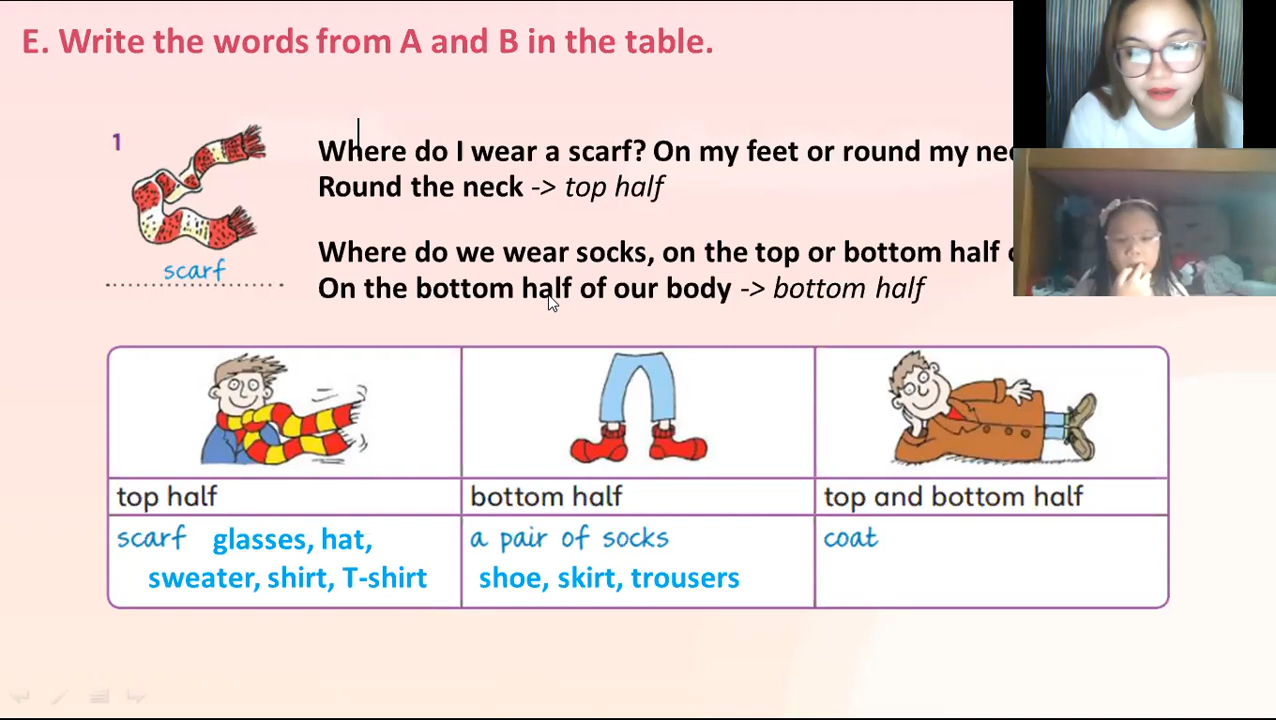 E. Write the words from A and B in the table.
1
Where do I wear a scarf? On my feet or round my
Round the neck -> top half
scarf
Where do we wear socks, on the top or bottom half
On the bottom half of our body -> bottom half
top half
bottom half
top and bottom half
scarf glasses, hat,
sweater, shirt, T-shirt
a pair of socks
shoe, skirt, trousers
coat